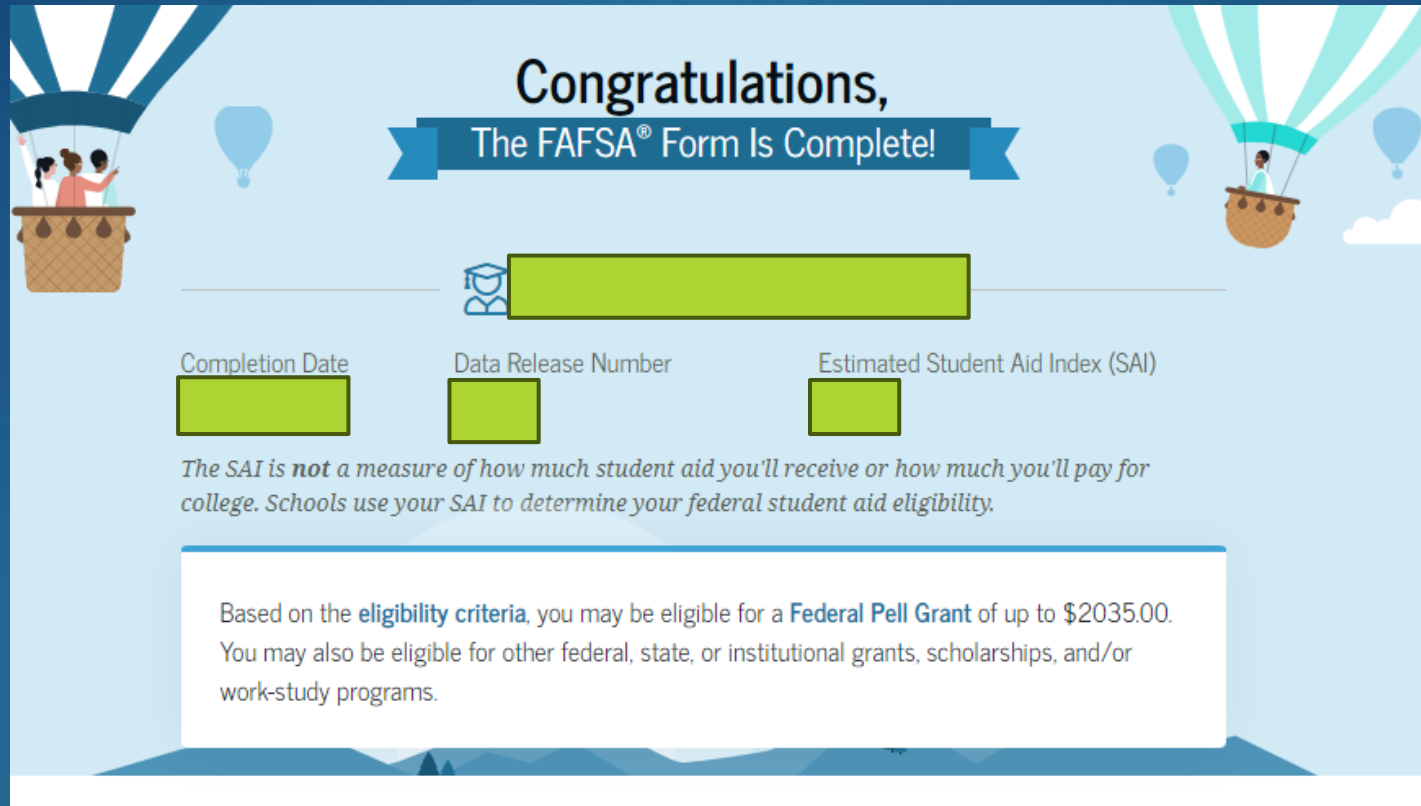 Congratulations,
The FAFSA® Form Is Complete!
Completion Date
Data Release Number
Estimated Student Aid Index (SAI)
The SAI is not a measure of how much student aid you'll receive or how much you'll pay for
college. Schools use your SAI to determine your federal student aid eligibility.
Based on the eligibility criteria, you may be eligible for a Federal Pell Grant of up to $2035.00.
You may also be eligible for other federal, state, or institutional grants, scholarships, and/or
work-study programs.